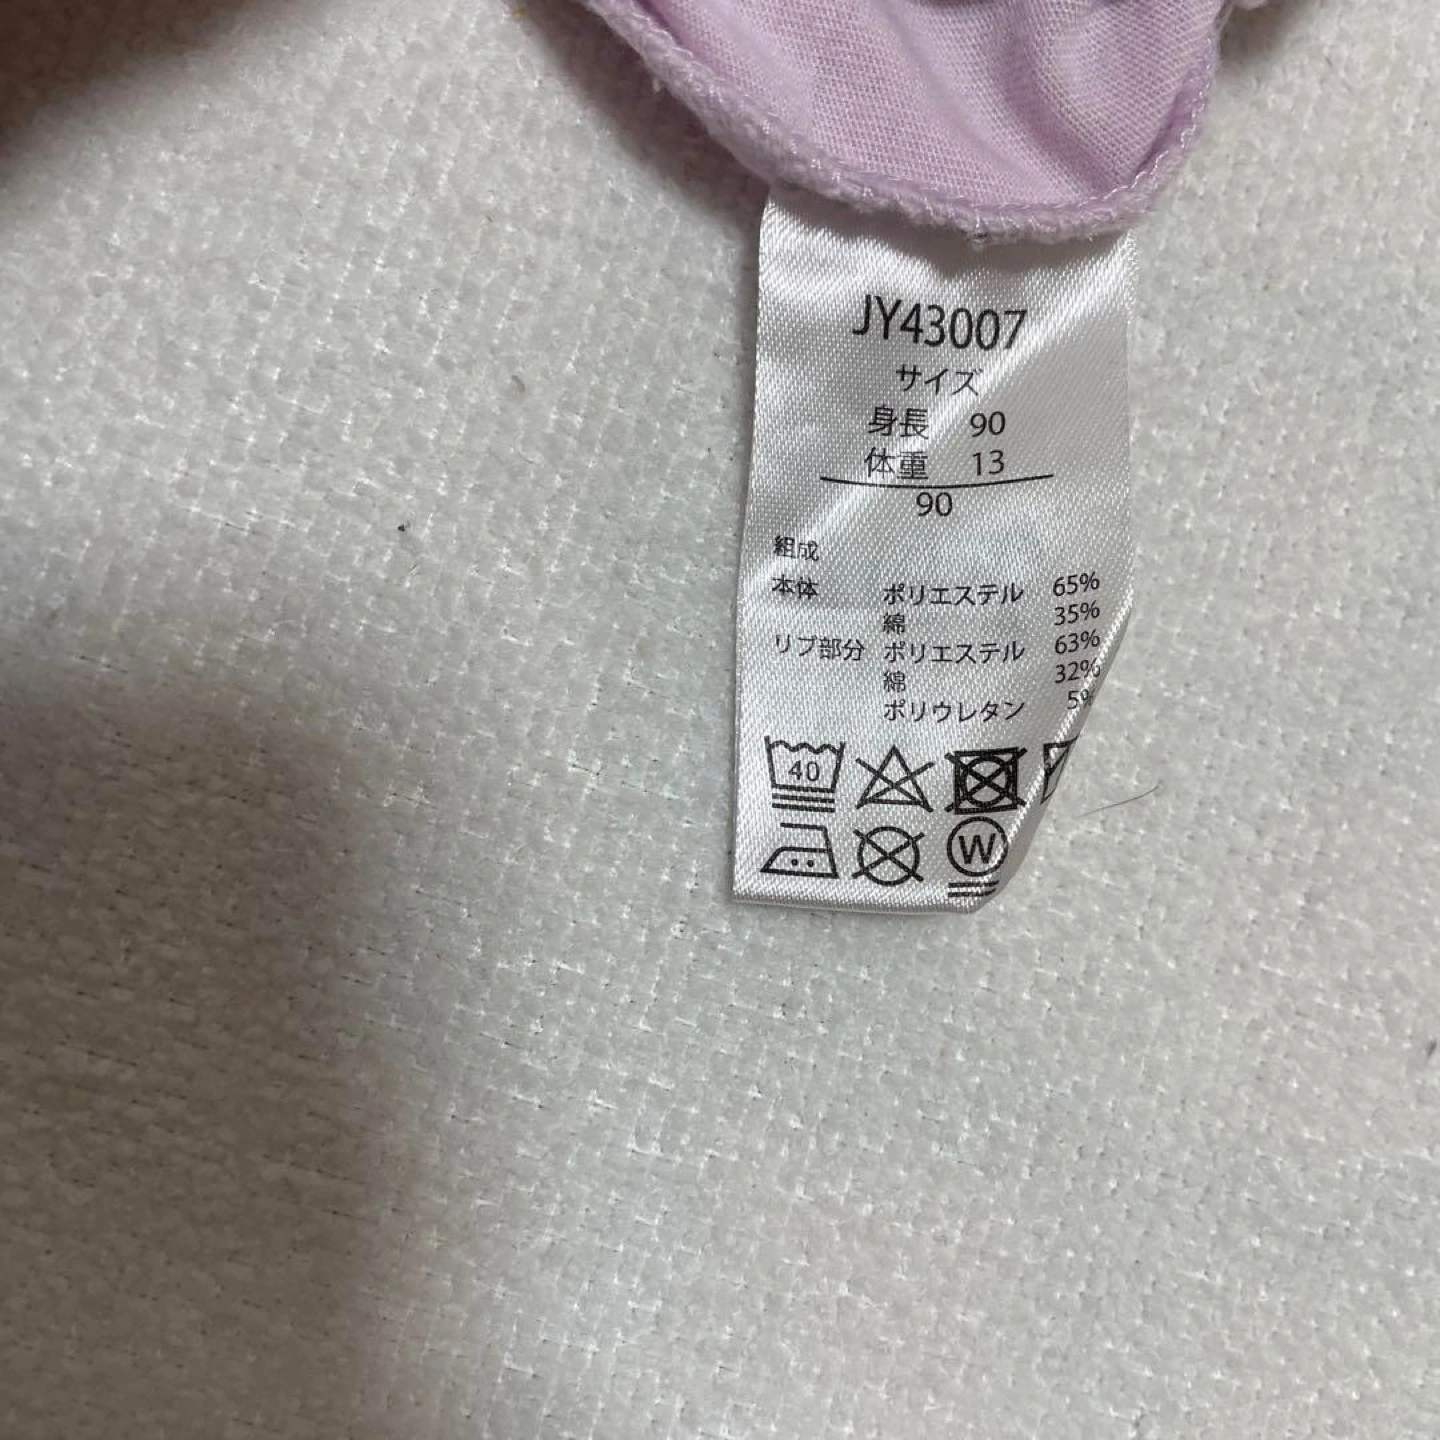 JY43007
サイズ
身長 90
体重 13
90
組成
本体 ポリエステル 65%
綿 35%
リブ部分 ポリエステル 63%
綿 32%
ポリウレタン 5%
40
W